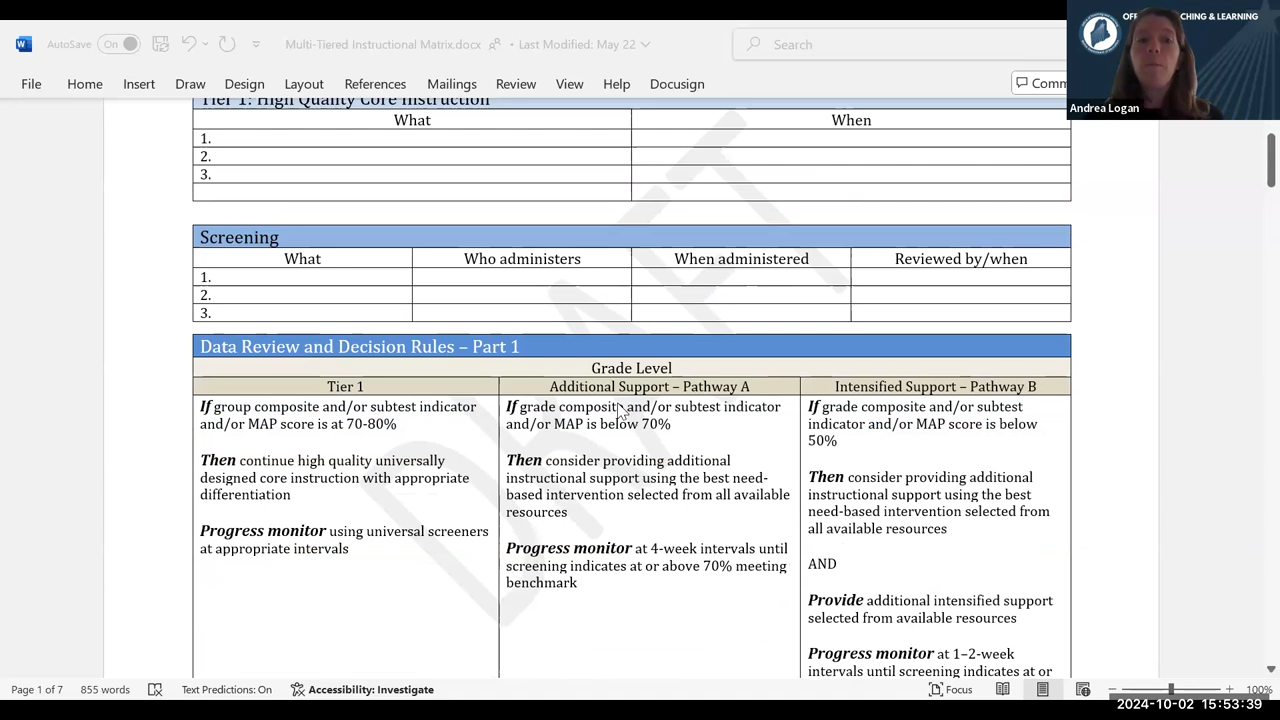 AutoSave On Multi-Tiered Instructional Matrix.docx • Last Modified: May 22 Search
OFF CHING & LEARNING
File Home Insert Draw Design Layout References Mailings Review View Help Docusign Comm
Andrea Logan
Tier 1: High Quality Core Instruction
What When
1.
2.
3.
Screening
What Who administers When administered Reviewed by/when
1.
2.
3.
Data Review and Decision Rules – Part 1
Grade Level
Tier 1 Additional Support – Pathway A Intensified Support – Pathway B
If group composite and/or subtest indicator
and/or MAP score is at 70-80%
Then continue high quality universally
designed core instruction with appropriate
differentiation
Progress monitor using universal screeners
at appropriate intervals
If grade composite and/or subtest indicator
and/or MAP is below 70%
Then consider providing additional
instructional support using the best need-
based intervention selected from all available
resources
Progress monitor at 4-week intervals until
screening indicates at or above 70% meeting
benchmark
If grade composite and/or subtest
indicator and/or MAP score is below
50%
Then consider providing additional
instructional support using the best
need-based intervention selected from
all available resources
AND
Provide additional intensified support
selected from available resources
Progress monitor at 1–2-week
intervals until screening indicates at or
DRAFT
Page 1 of 7 855 words Text Predictions: On Accessibility: Investigate Focus 100%
2024-10-02 15:53:39